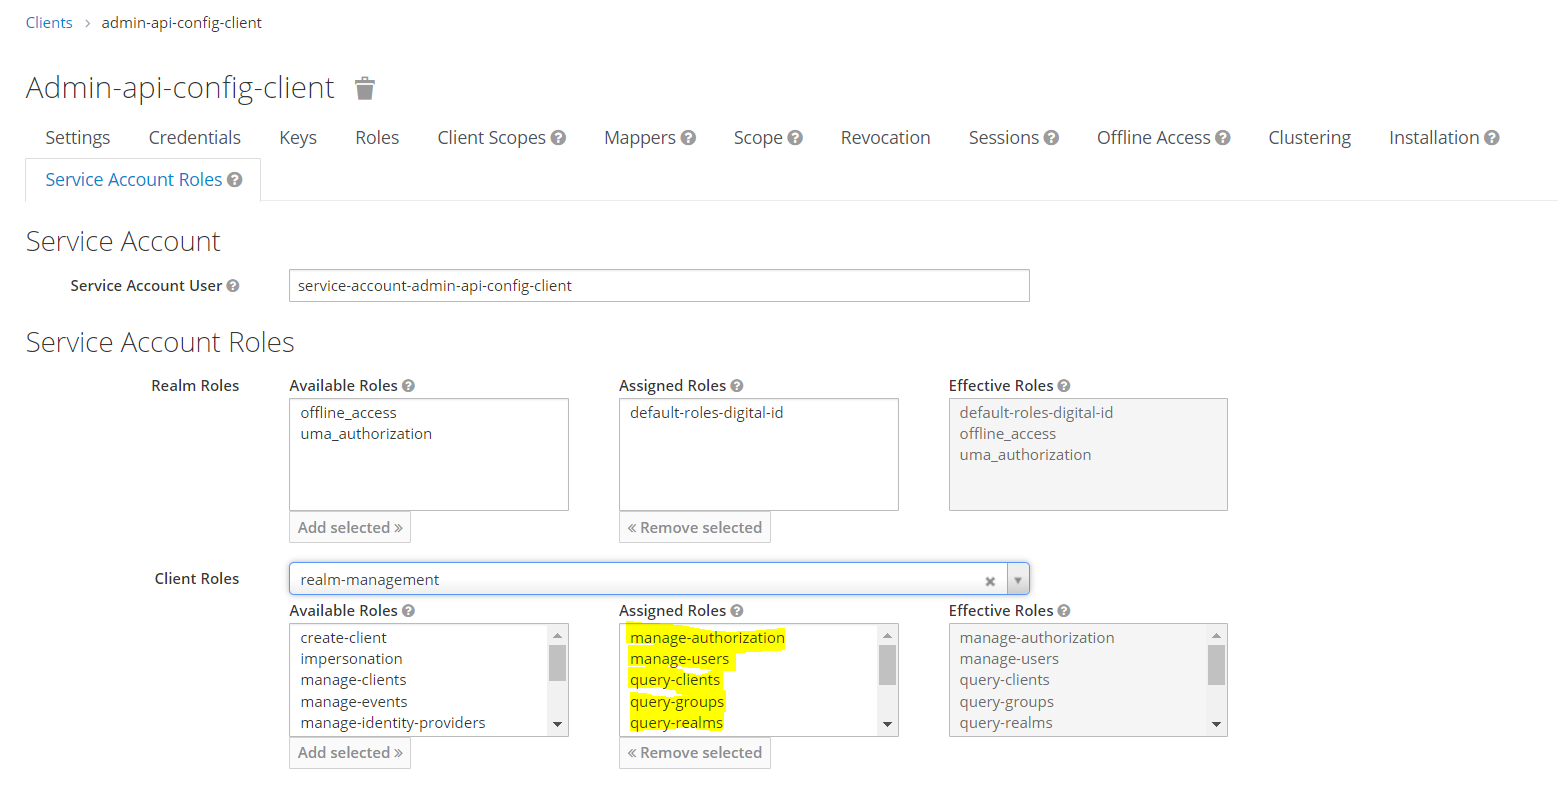 Clients › admin-api-config-client
Admin-api-config-client
Settings Credentials Keys Roles Client Scopes Mappers Scope Revocation Sessions Offline Access Clustering Installation
Service Account Roles
Service Account
Service Account User service-account-admin-api-config-client
Service Account Roles
Realm Roles Available Roles Assigned Roles Effective Roles
offline_access default-roles-digital-id default-roles-digital-id
uma_authorization offline_access
uma_authorization
Add selected » « Remove selected
Client Roles realm-management
Available Roles Assigned Roles Effective Roles
create-client manage-authorization manage-authorization
impersonation manage-users manage-users
manage-clients query-clients query-clients
manage-events query-groups query-groups
manage-identity-providers query-realms query-realms
Add selected » « Remove selected